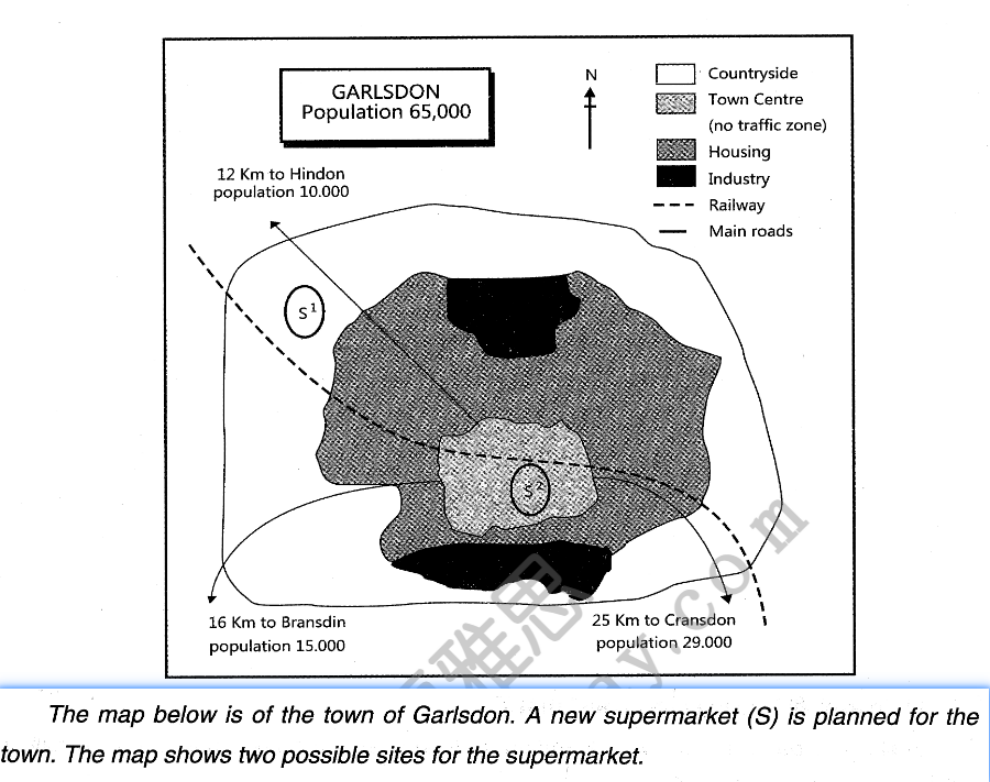 GARLSDON
Population 65,000
N
Countryside
Town Centre
(no traffic zone)
Housing
Industry
Railway
Main roads
12 Km to Hindon
population 10.000
S¹
S²
16 Km to Bransdin
population 15.000
25 Km to Cransdon
population 29.000
雅思
y.com
The map below is of the town of Garlsdon. A new supermarket (S) is planned for the
town. The map shows two possible sites for the supermarket.